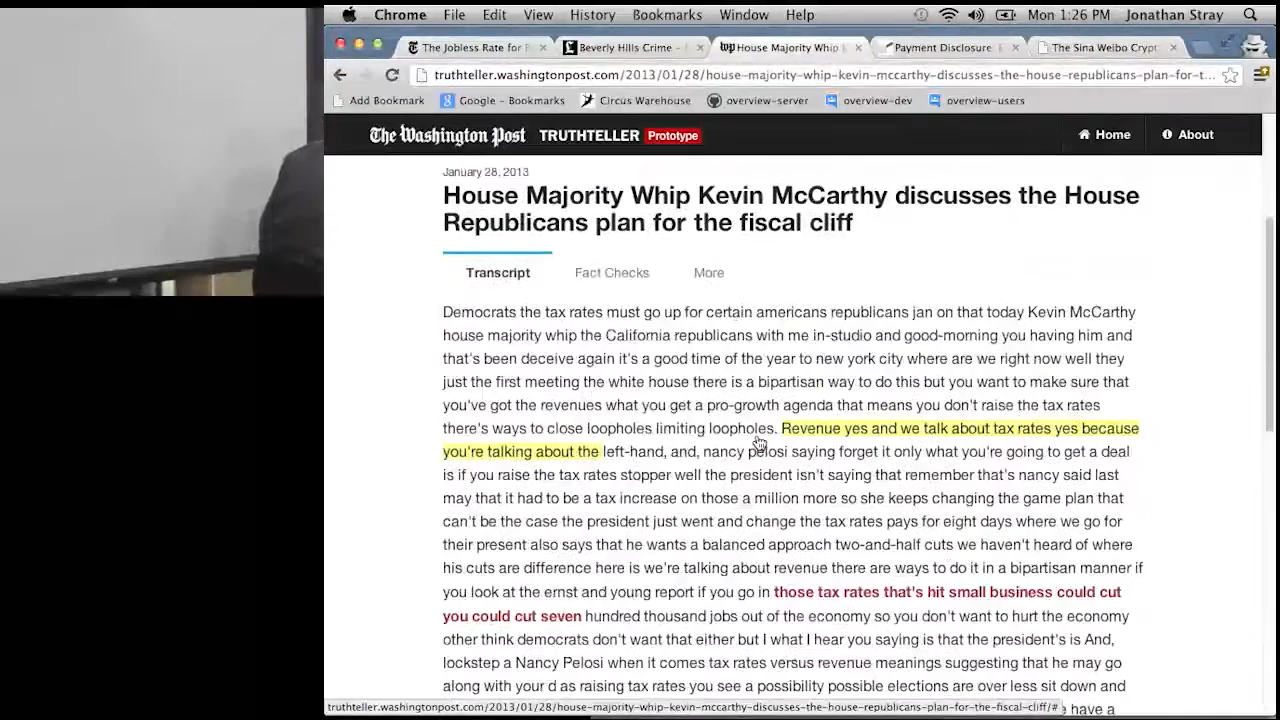 Chrome File Edit View History Bookmarks Window Help Mon 1:26 PM Jonathan Stray
The Jobless Rate for P Beverly Hills Crime – wp House Majority Whip Payment Disclosure The Sina Weibo Crypt
truthteller.washingtonpost.com/2013/01/28/house-majority-whip-kevin-mccarthy-discusses-the-house-republicans-plan-for-t...
Add Bookmark Google - Bookmarks Circus Warehouse overview-server overview-dev overview-users
The Washington Post TRUTHTELLER Prototype Home About
January 28, 2013
House Majority Whip Kevin McCarthy discusses the House
Republicans plan for the fiscal cliff
Transcript Fact Checks More
Democrats the tax rates must go up for certain americans republicans jan on that today Kevin McCarthy
house majority whip the California republicans with me in-studio and good-morning you having him and
that's been deceive again it's a good time of the year to new york city where are we right now well they
just the first meeting the white house there is a bipartisan way to do this but you want to make sure that
you've got the revenues what you get a pro-growth agenda that means you don't raise the tax rates
there's ways to close loopholes limiting loopholes. Revenue yes and we talk about tax rates yes because
you're talking about the left-hand, and, nancy pelosi saying forget it only what you're going to get a deal
is if you raise the tax rates stopper well the president isn't saying that remember that's nancy said last
may that it had to be a tax increase on those a million more so she keeps changing the game plan that
can't be the case the president just went and change the tax rates pays for eight days where we go for
their present also says that he wants a balanced approach two-and-half cuts we haven't heard of where
his cuts are difference here is we're talking about revenue there are ways to do it in a bipartisan manner if
you look at the ernst and young report if you go in those tax rates that's hit small business could cut
you could cut seven hundred thousand jobs out of the economy so you don't want to hurt the economy
other think democrats don't want that either but I what I hear you saying is that the president's is And,
lockstep a Nancy Pelosi when it comes tax rates versus revenue meanings suggesting that he may go
along with your d as raising tax rates you see a possibility possible elections are over less sit down and
have a
truthteller.washingtonpost.com/2013/01/28/house-majority-whip-kevin-mccarthy-discusses-the-house-republicans-plan-for-the-fiscal-cliff/#